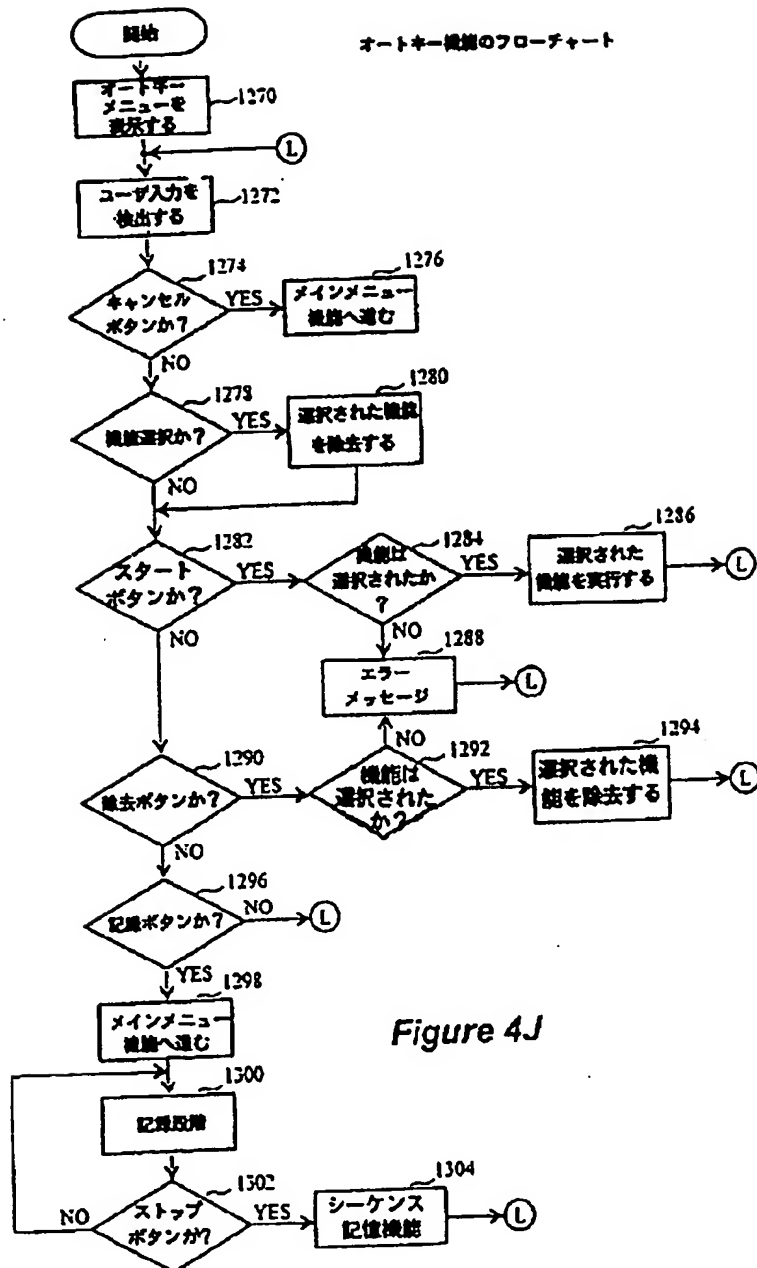 開始
オートキー機能のフローチャート
オートキー
メニューを
表示する
1270
L
ユーザ入力を
検出する
1272
1274
キャンセル
ボタンか?
YES
NO
1276
メインメニュー
機能へ進む
1278
機能選択か?
YES
NO
1280
選択された機能
を除去する
1282
スタート
ボタンか?
YES
NO
1284
機能は
選択されたか
?
YES
NO
1286
選択された
機能を実行する
L
1288
エラー
メッセージ
L
1290
除去ボタンか?
YES
NO
NO
1292
機能は
選択された
か?
YES
1294
選択された機
能を除去する
L
1296
記録ボタンか?
NO
L
YES
1298
メインメニュー
機能へ進む
Figure 4J
1300
記録段階
1302
ストップ
ボタンか?
NO
YES
1304
シーケンス
記憶機能
L